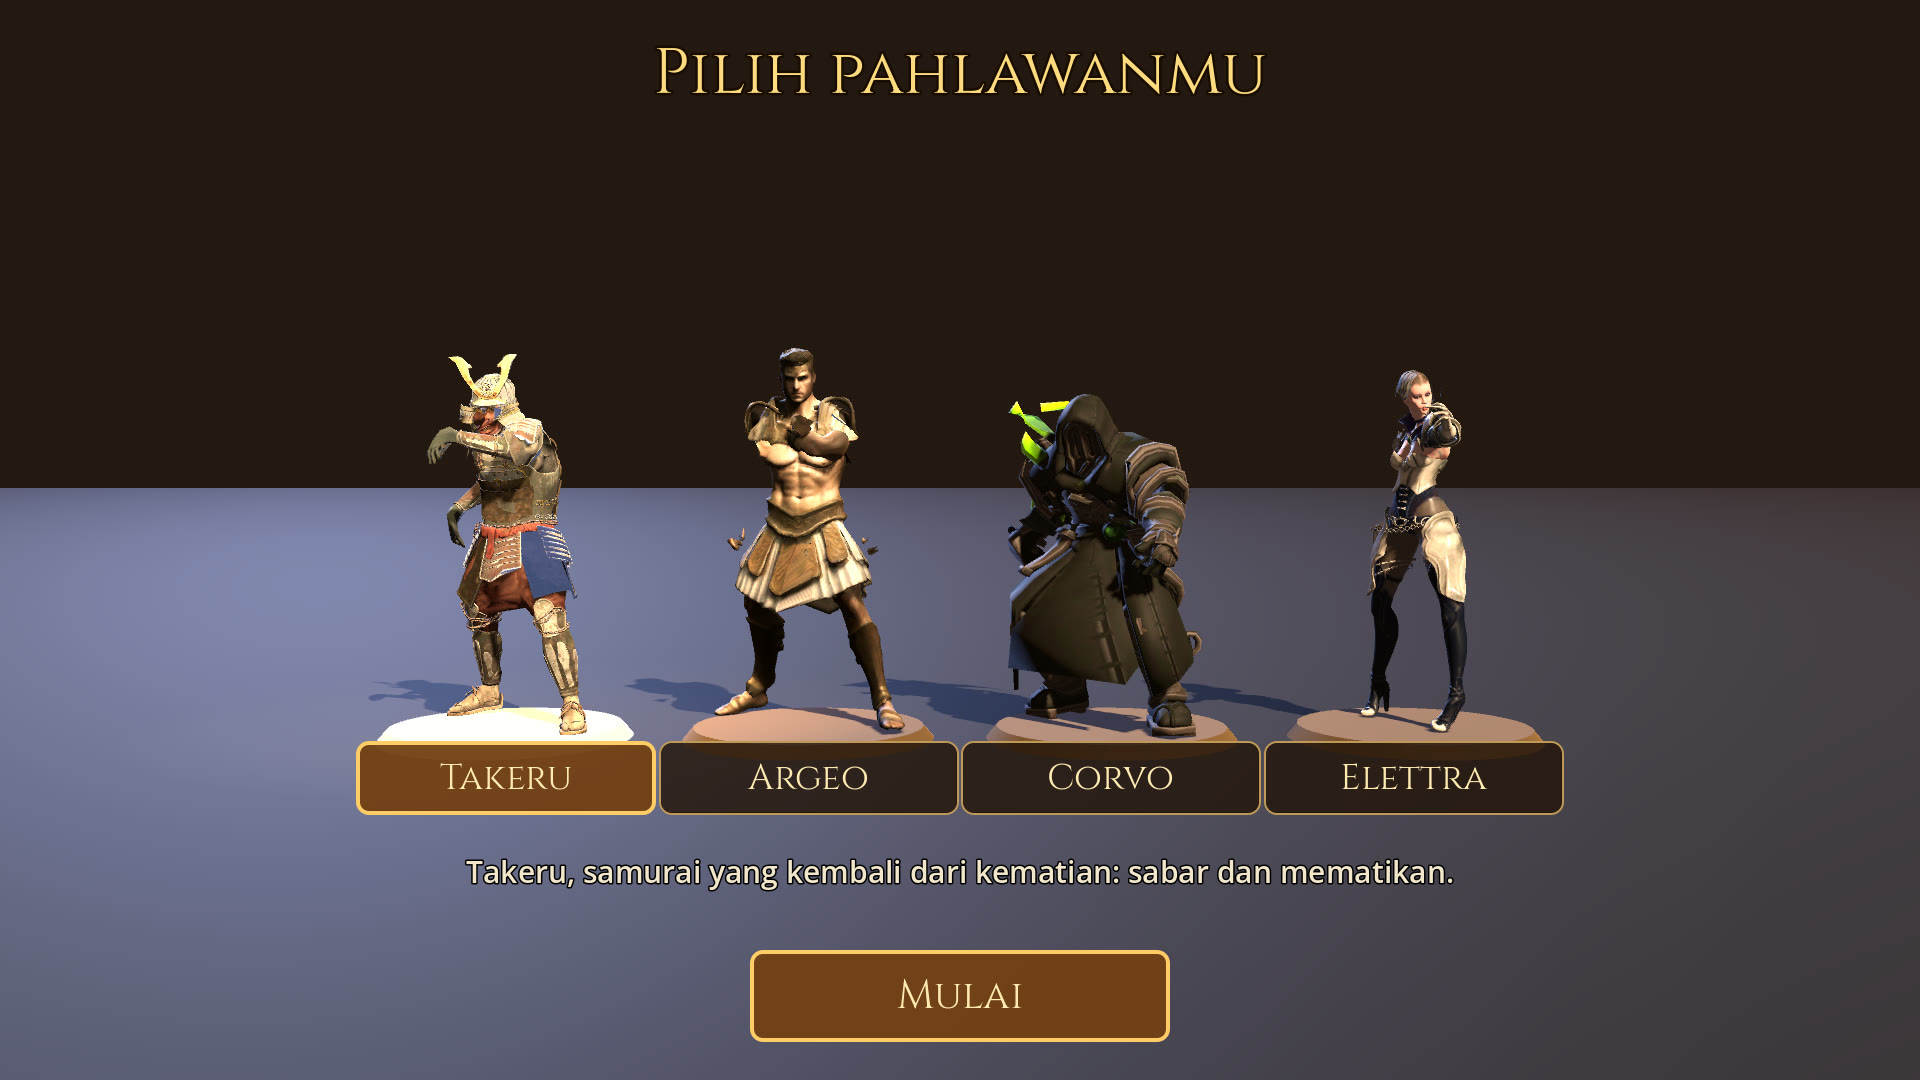 Pilih pahlawanmu
Takeru
Argeo
Corvo
Elettra
Takeru, samurai yang kembali dari kematian: sabar dan mematikan.
Mulai